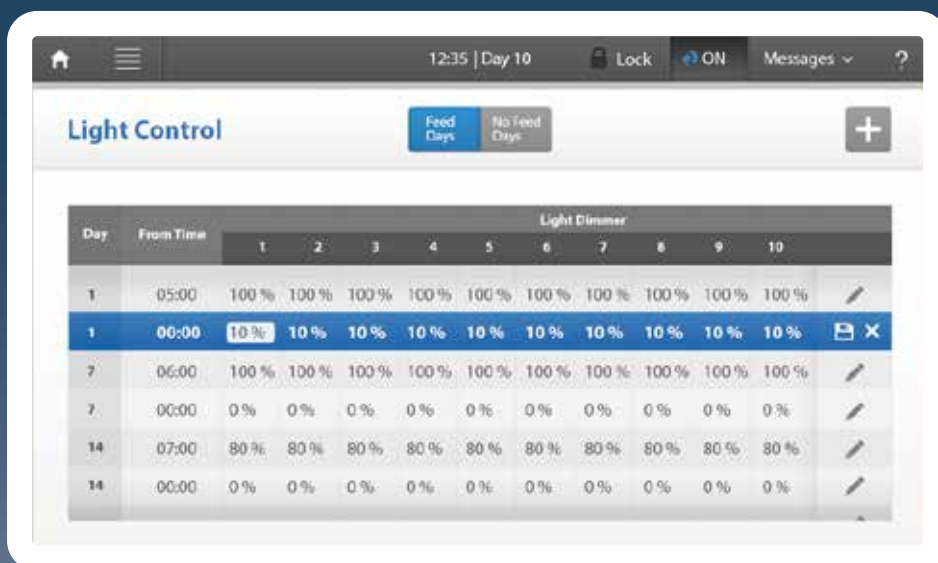 12:35 | Day 10 Lock ON Messages ?
Light Control Feed Days No Feed Days +
Light Dimmer
Day From Time 1 2 3 4 5 6 7 8 9 10
1 05:00 100 % 100 % 100 % 100 % 100 % 100 % 100 % 100 % 100 % 100 %
1 00:00 10 % 10 % 10 % 10 % 10 % 10 % 10 % 10 % 10 % 10 %
7 06:00 100 % 100 % 100 % 100 % 100 % 100 % 100 % 100 % 100 % 100 %
7 00:00 0 % 0 % 0 % 0 % 0 % 0 % 0 % 0 % 0 % 0 %
14 07:00 80 % 80 % 80 % 80 % 80 % 80 % 80 % 80 % 80 % 80 %
14 00:00 0 % 0 % 0 % 0 % 0 % 0 % 0 % 0 % 0 % 0 %